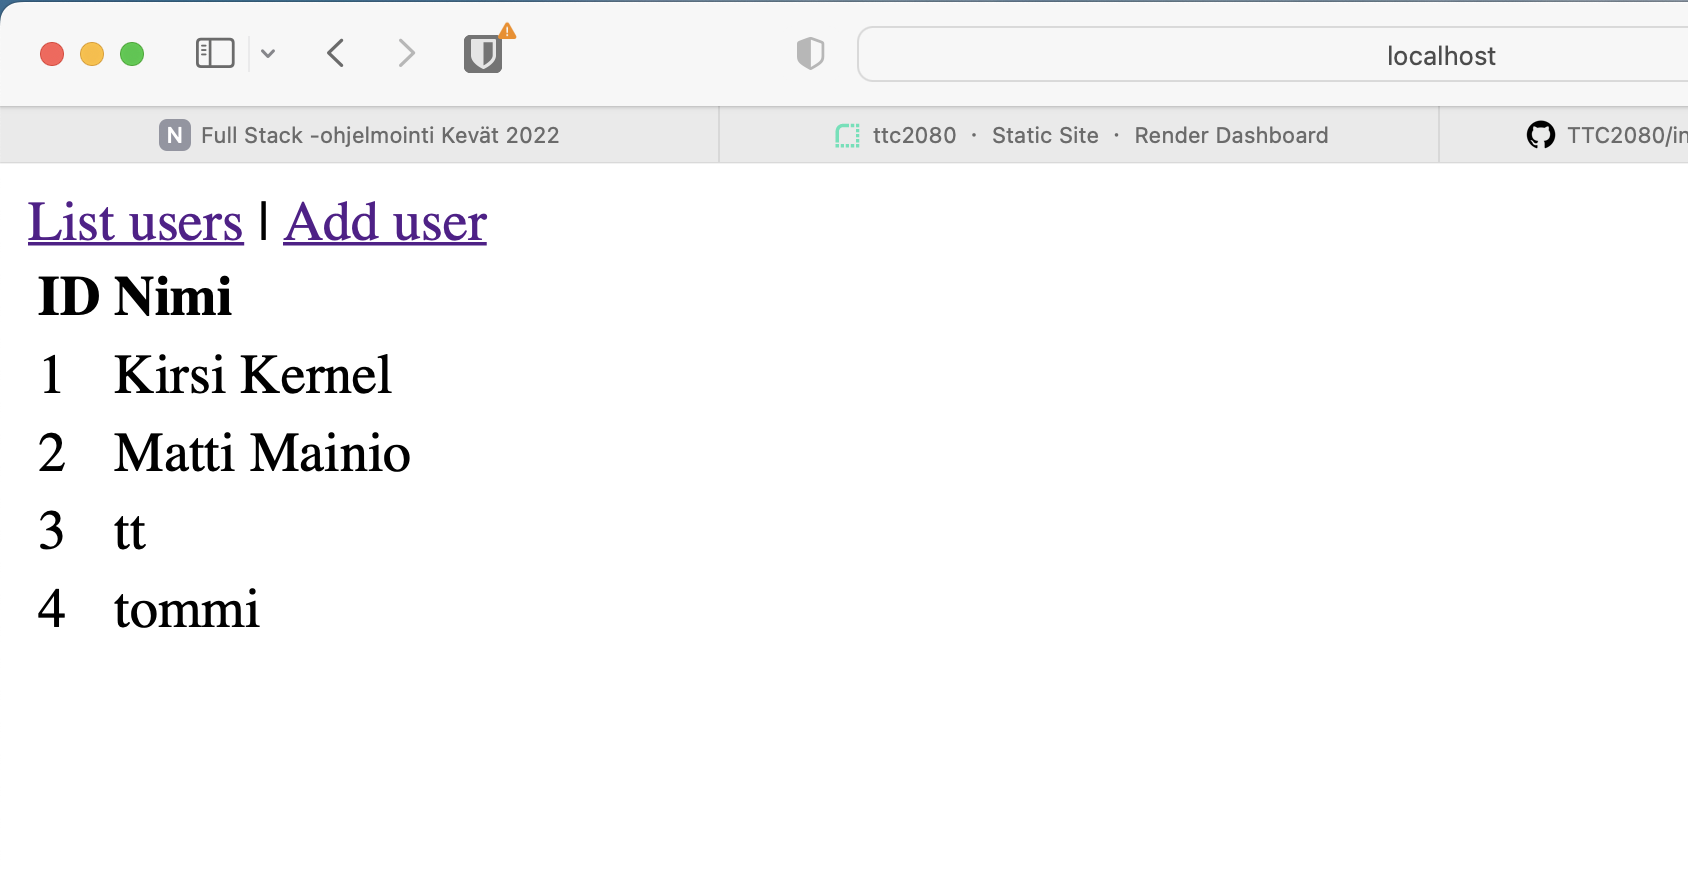 localhost
N Full Stack -ohjelmointi Kevät 2022
ttc2080 · Static Site · Render Dashboard
TTC2080/in
List users | Add user
ID Nimi
1 Kirsi Kernel
2 Matti Mainio
3 tt
4 tommi